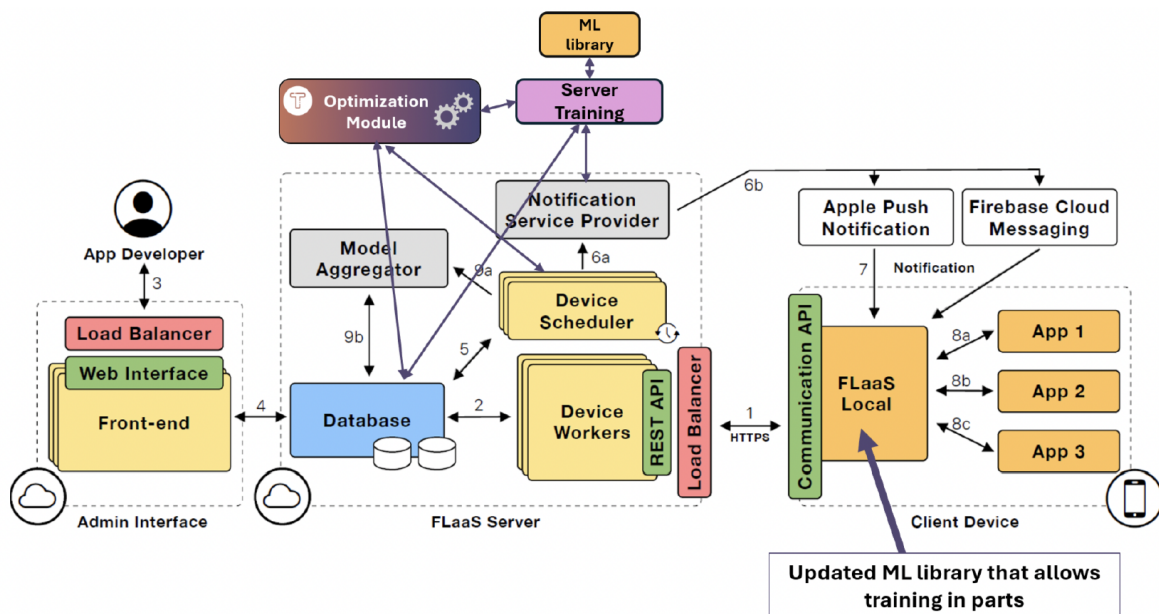 ML
library
T
Optimization
Module
Server
Training
6b
Notification
Service Provider
Apple Push
Notification
Firebase Cloud
Messaging
App Developer
Model
Aggregator
9a
6a
7
Notification
3
Device
Scheduler
Load Balancer
Web Interface
Front-end
9b
5
Communication API
FLaaS
Local
8a
App 1
8b
App 2
8c
App 3
4
Database
2
Device
Workers
REST API
Load Balancer
1
HTTPS
Admin Interface
FLaaS Server
Client Device
Updated ML library that allows
training in parts